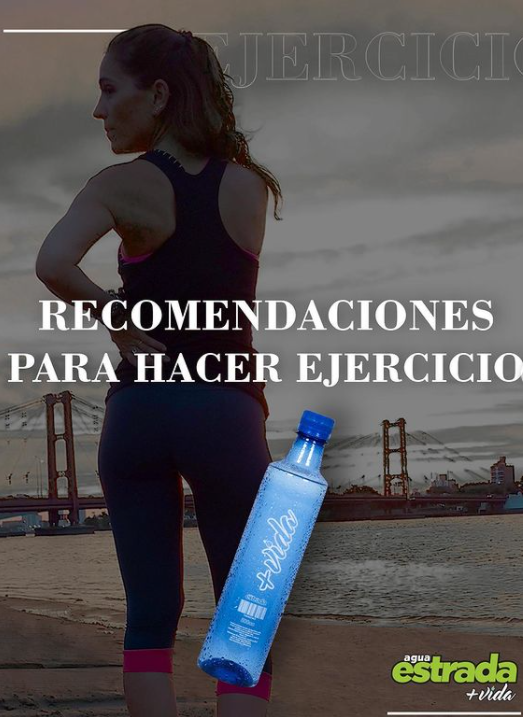 EJERCICIO
RECOMENDACIONES
PARA HACER EJERCICIO
+vida
agua
estrada
+vida